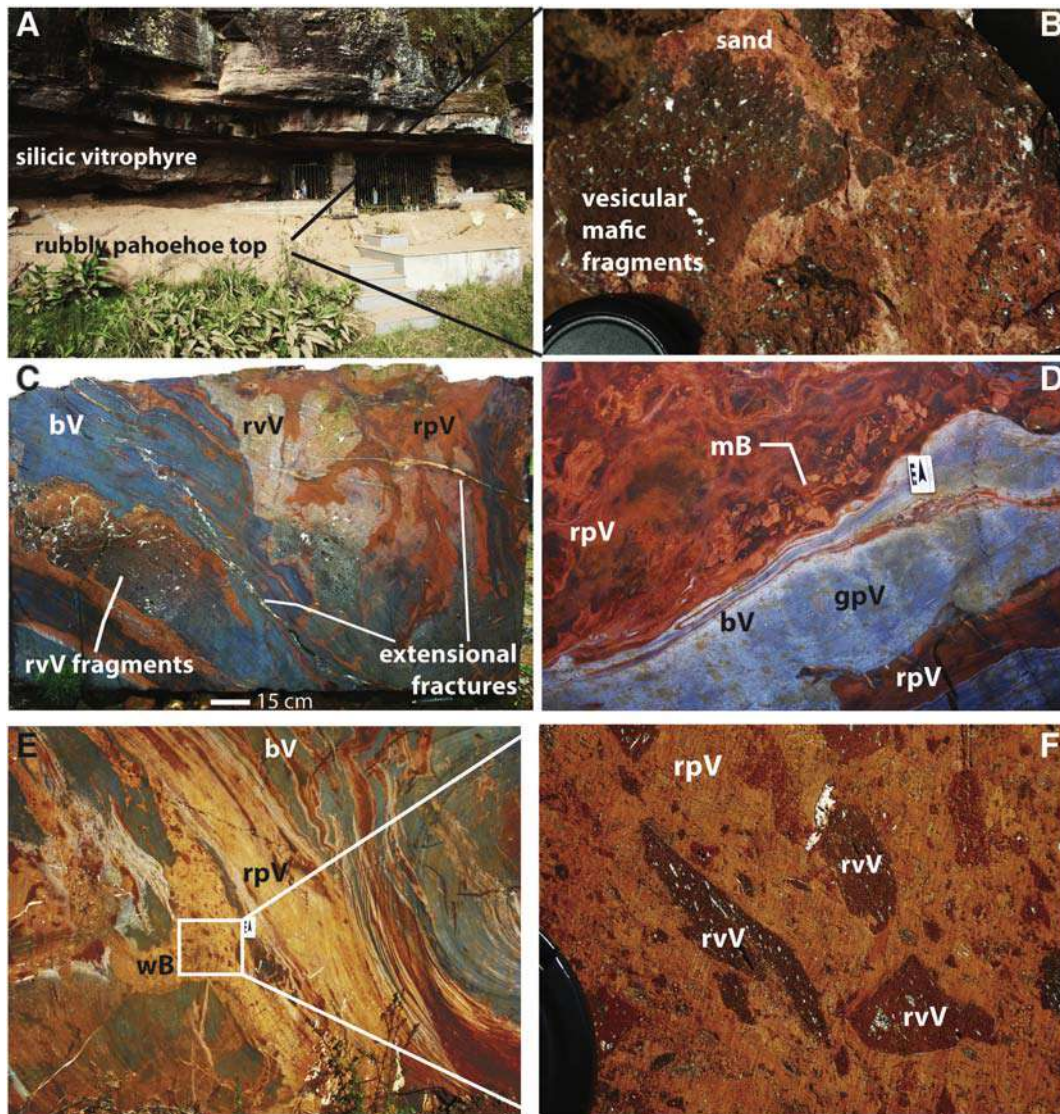 A
silicic vitrophyre
rubbly pahoehoe top
B
sand
vesicular
mafic
fragments
C
bV
rvV
rpV
rvV fragments
extensional
fractures
15 cm
D
mB
rpV
gpV
bV
rpV
E
bV
rpV
wB
F
rpV
rvV
rvV
rvV